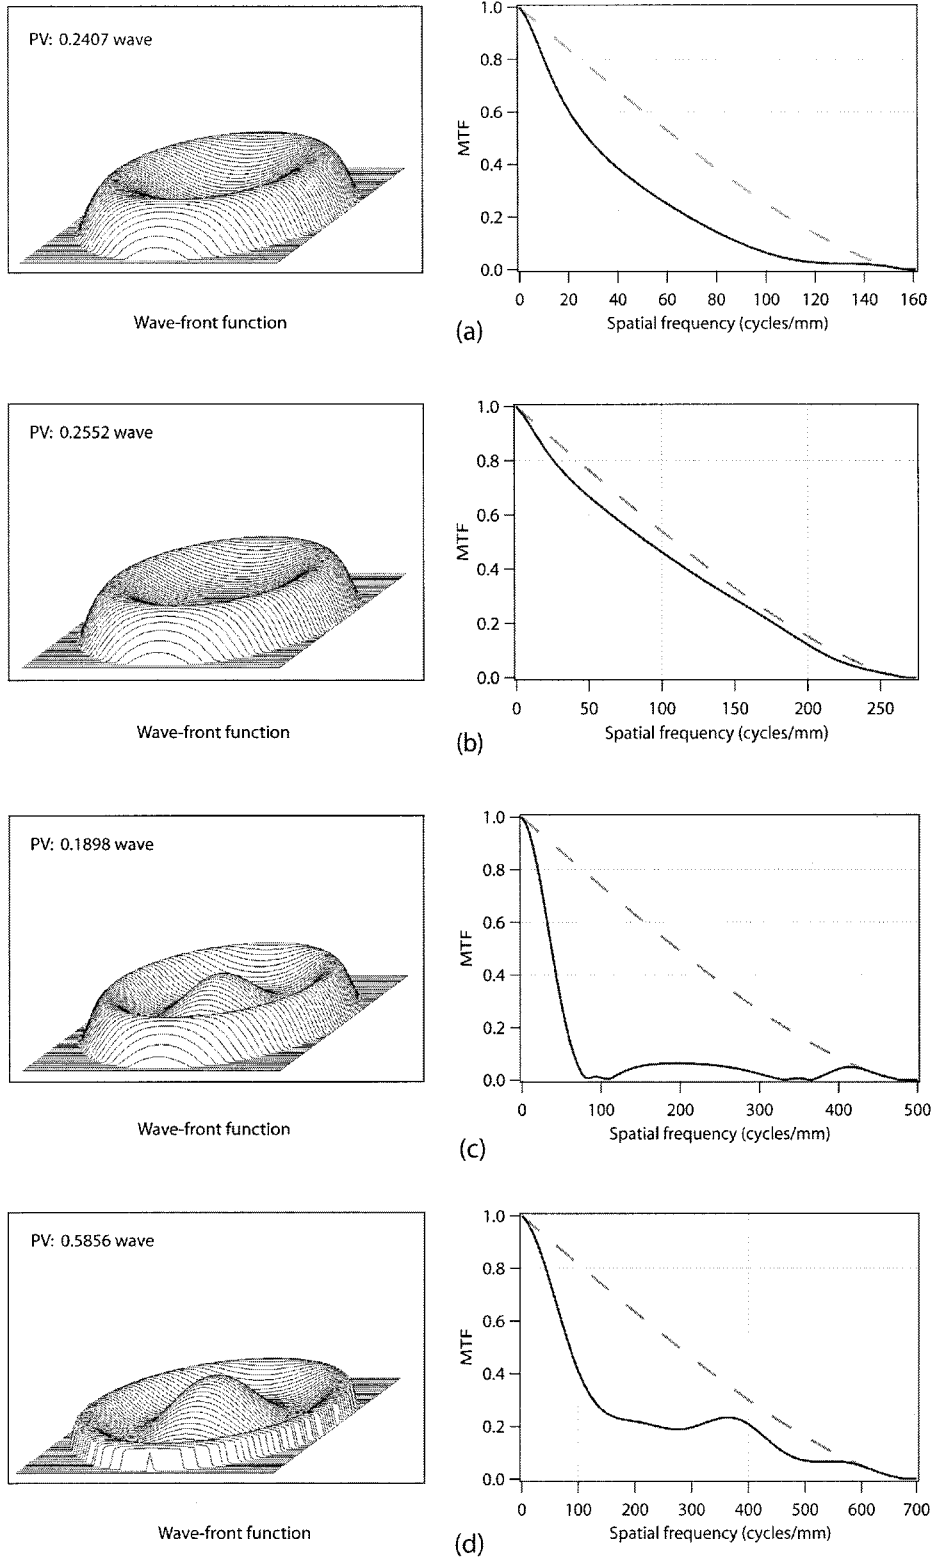 PV: 0.2407 wave
Wave-front function
1.0
0.8
0.6
0.4
0.2
0.0
MTF
0 20 40 60 80 100 120 140 160
Spatial frequency (cycles/mm)
(a)
PV: 0.2552 wave
Wave-front function
1.0
0.8
0.6
0.4
0.2
0.0
MTF
0 50 100 150 200 250
Spatial frequency (cycles/mm)
(b)
PV: 0.1898 wave
Wave-front function
1.0
0.8
0.6
0.4
0.2
0.0
MTF
0 100 200 300 400 500
Spatial frequency (cycles/mm)
(c)
PV: 0.5856 wave
Wave-front function
1.0
0.8
0.6
0.4
0.2
0.0
MTF
0 100 200 300 400 500 600 700
Spatial frequency (cycles/mm)
(d)